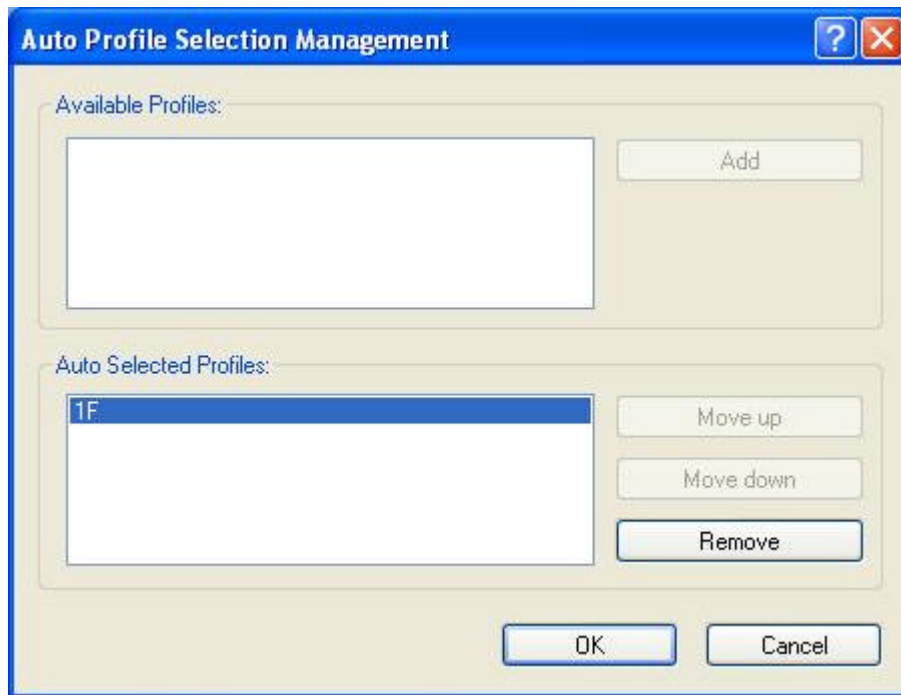 Auto Profile Selection Management
Available Profiles:
Add
Auto Selected Profiles:
1F
Move up
Move down
Remove
OK
Cancel